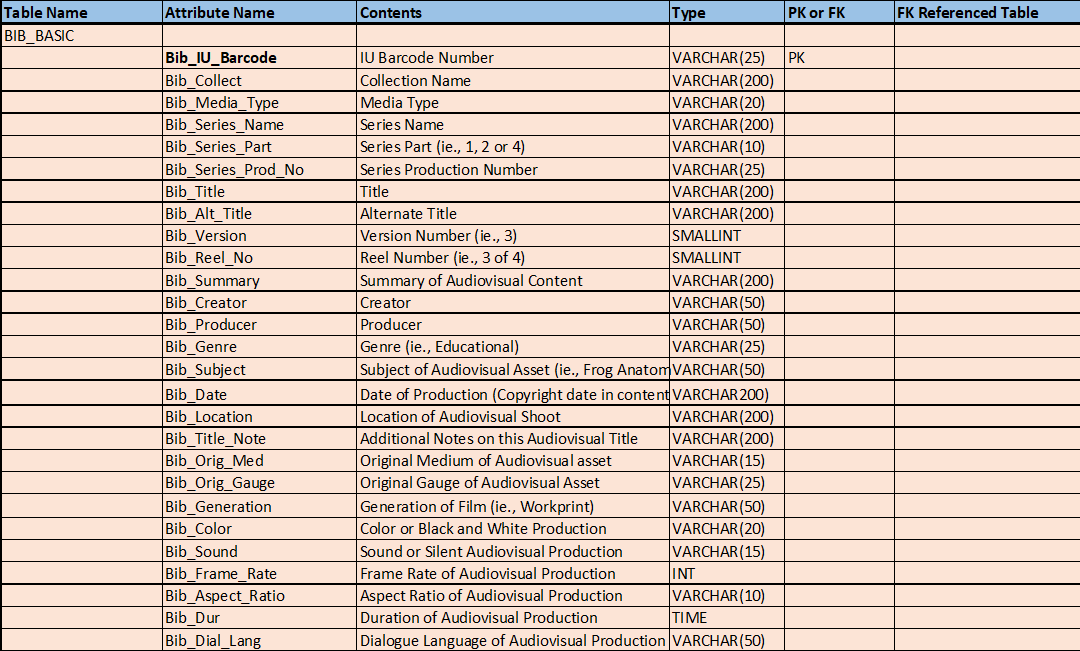 Table Name Attribute Name Contents Type PK or FK FK Referenced Table
BIB_BASIC
Bib_IU_Barcode IU Barcode Number VARCHAR(25) PK
Bib_Collect Collection Name VARCHAR(200)
Bib_Media_Type Media Type VARCHAR(20)
Bib_Series_Name Series Name VARCHAR(200)
Bib_Series_Part Series Part (ie., 1, 2 or 4) VARCHAR(10)
Bib_Series_Prod_No Series Production Number VARCHAR(25)
Bib_Title Title VARCHAR(200)
Bib_Alt_Title Alternate Title VARCHAR(200)
Bib_Version Version Number (ie., 3) SMALLINT
Bib_Reel_No Reel Number (ie., 3 of 4) SMALLINT
Bib_Summary Summary of Audiovisual Content VARCHAR(200)
Bib_Creator Creator VARCHAR(50)
Bib_Producer Producer VARCHAR(50)
Bib_Genre Genre (ie., Educational) VARCHAR(25)
Bib_Subject Subject of Audiovisual Asset (ie., Frog Anatom VARCHAR(50)
Bib_Date Date of Production (Copyright date in content VARCHAR200)
Bib_Location Location of Audiovisual Shoot VARCHAR(200)
Bib_Title_Note Additional Notes on this Audiovisual Title VARCHAR(200)
Bib_Orig_Med Original Medium of Audiovisual asset VARCHAR(15)
Bib_Orig_Gauge Original Gauge of Audiovisual Asset VARCHAR(25)
Bib_Generation Generation of Film (ie., Workprint) VARCHAR(50)
Bib_Color Color or Black and White Production VARCHAR(20)
Bib_Sound Sound or Silent Audiovisual Production VARCHAR(15)
Bib_Frame_Rate Frame Rate of Audiovisual Production INT
Bib_Aspect_Ratio Aspect Ratio of Audiovisual Production VARCHAR(10)
Bib_Dur Duration of Audiovisual Production TIME
Bib_Dial_Lang Dialogue Language of Audiovisual Production VARCHAR(50)